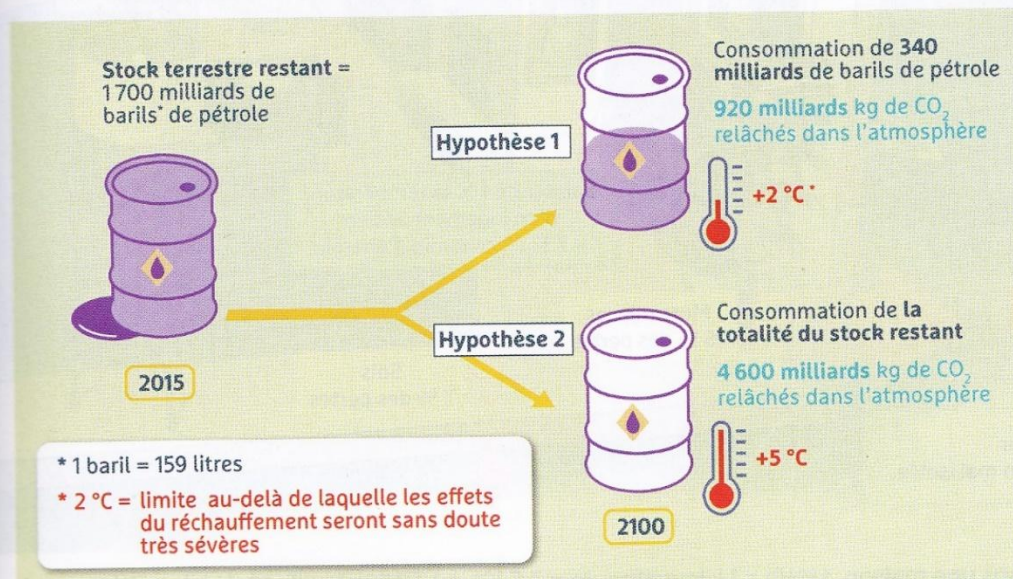 Stock terrestre restant =
1 700 milliards de
barils* de pétrole
2015
Hypothèse 1
Consommation de 340
milliards de barils de pétrole
920 milliards kg de CO₂
relâchés dans l'atmosphère
+2 °C *
Hypothèse 2
Consommation de la
totalité du stock restant
4 600 milliards kg de CO₂
relâchés dans l'atmosphère
+5 °C
2100
* 1 baril = 159 litres
* 2 °C = limite au-delà de laquelle les effets
du réchauffement seront sans doute
très sévères